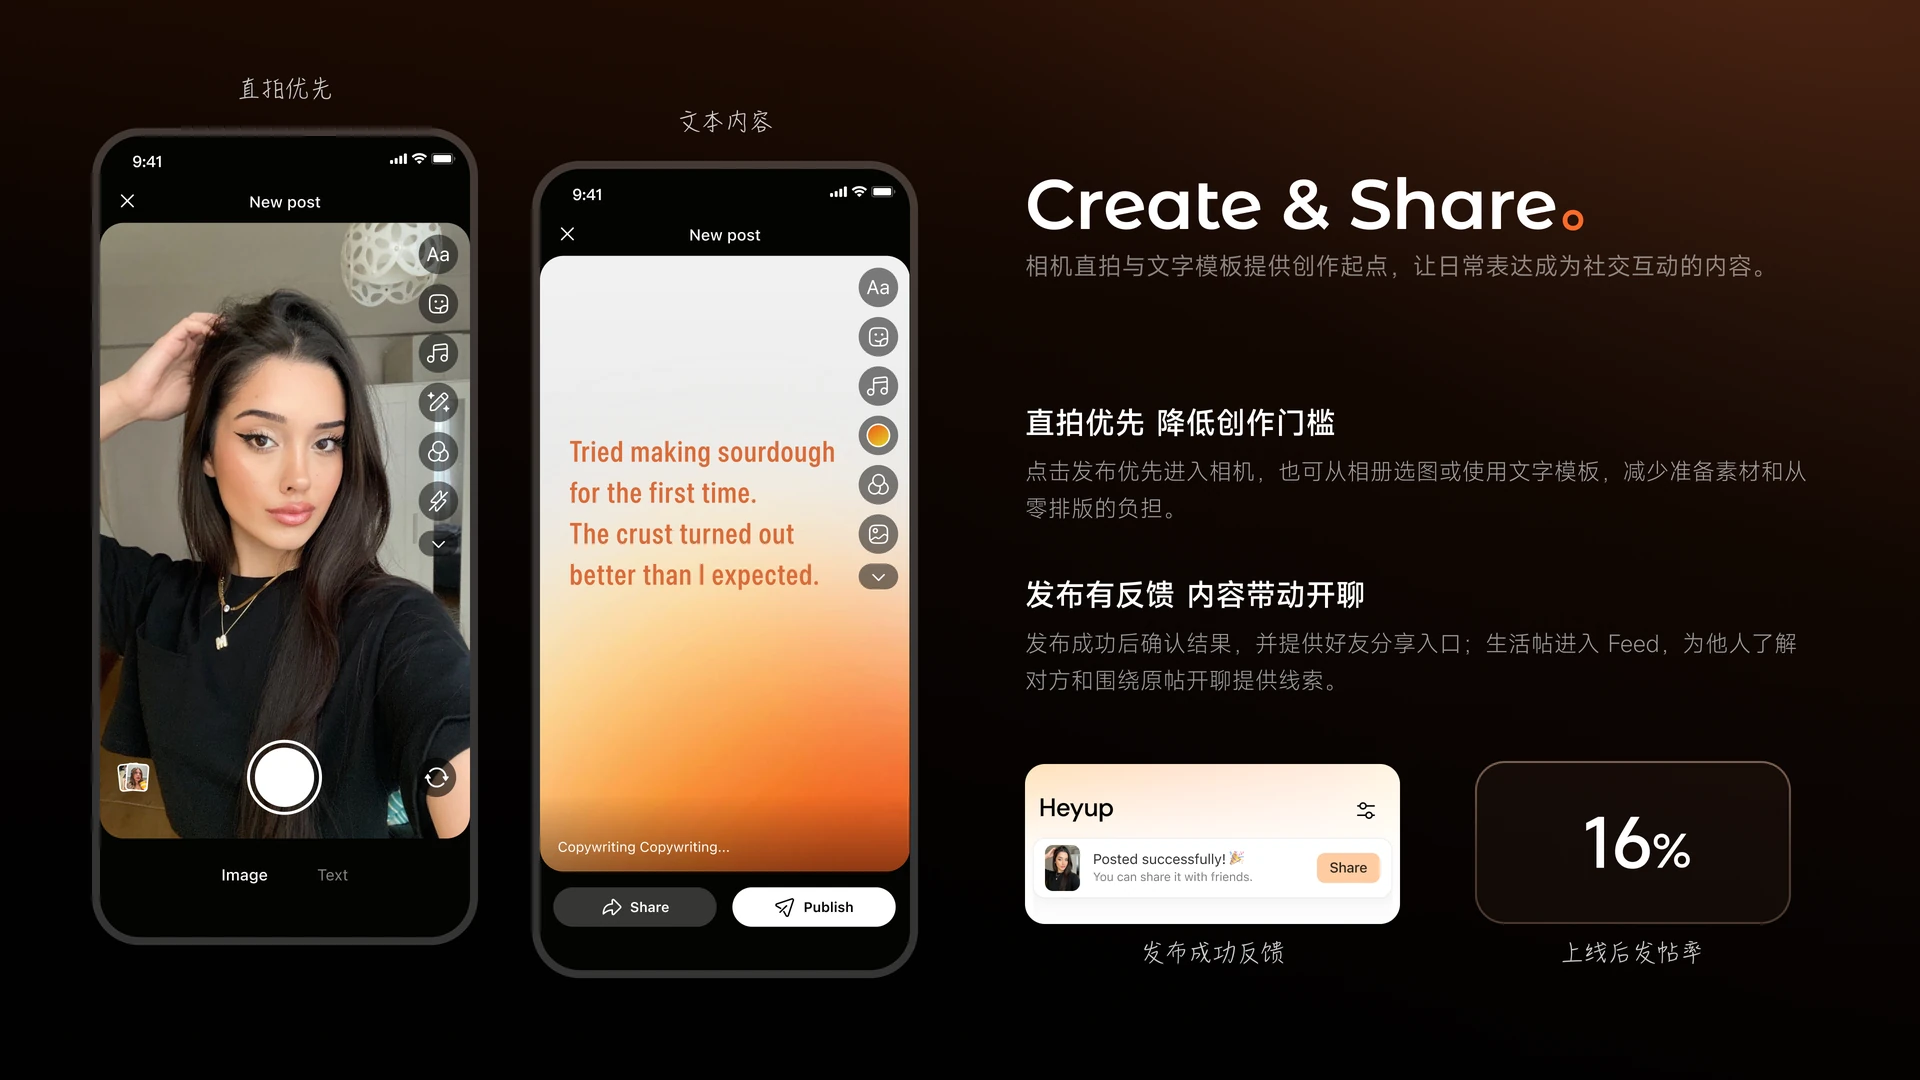 直拍优先
9:41
New post
Aa
Image
Text
文本内容
9:41
New post
Aa
Tried making sourdough
for the first time.
The crust turned out
better than I expected.
Copywriting Copywriting...
Share
Publish
Create & Share
相机直拍与文字模板提供创作起点，让日常表达成为社交互动的内容。
直拍优先 降低创作门槛
点击发布优先进入相机，也可从相册选图或使用文字模板，减少准备素材和从
零排版的负担。
发布有反馈 内容带动开聊
发布成功后确认结果，并提供好友分享入口；生活帖进入 Feed，为他人了解
对方和围绕原帖开聊提供线索。
Heyup
Posted successfully! 🎉
You can share it with friends.
Share
发布成功反馈
16%
上线后发帖率